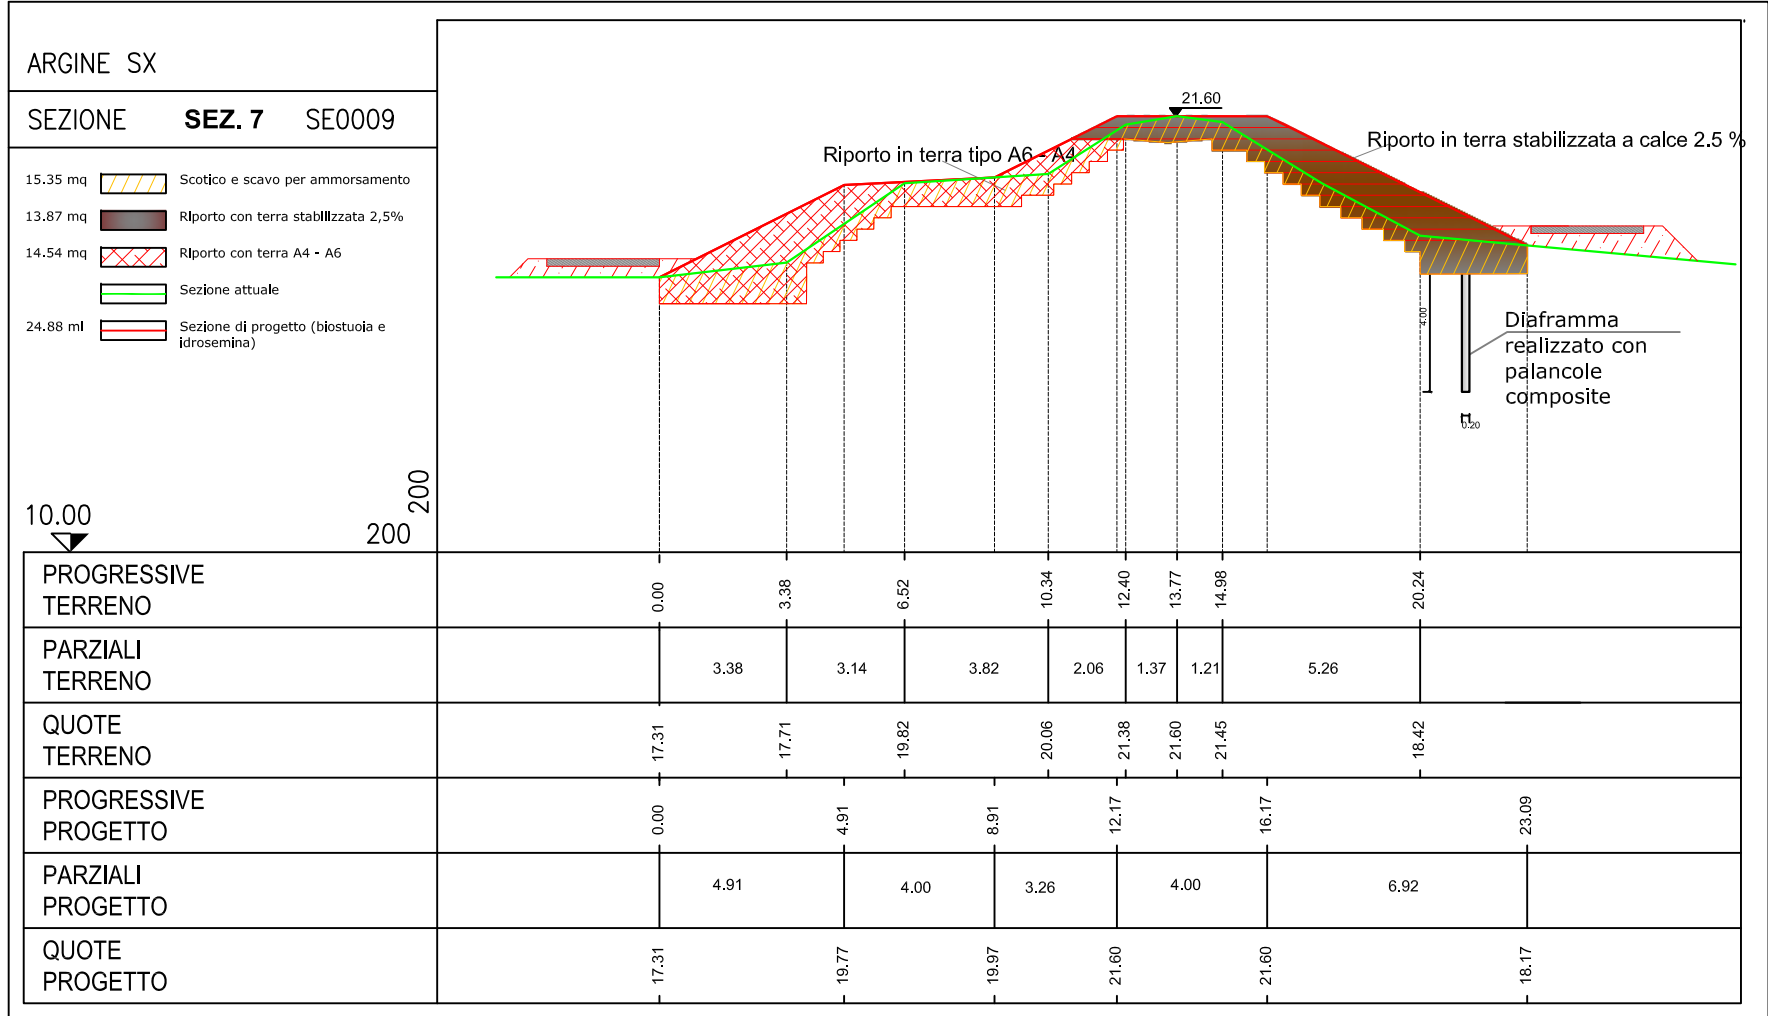 ARGINE SX
SEZIONE SEZ. 7 SE0009
15.35 mq Scotico e scavo per ammorsamento
13.87 mq Riporto con terra stabilizzata 2,5%
14.54 mq Riporto con terra A4 - A6
Sezione attuale
24.88 ml Sezione di progetto (biostuoia e
idrosemina)
21.60
Riporto in terra tipo A6 - A4
Riporto in terra stabilizzata a calce 2.5 %
4.00
0.20
Diaframma
realizzato con
palancole
composite
10.00
200
200
PROGRESSIVE
TERRENO
0.00 3.38 6.52 10.34 12.40 13.77 14.98 20.24
PARZIALI
TERRENO
3.38 3.14 3.82 2.06 1.37 1.21 5.26
QUOTE
TERRENO
17.31 17.71 19.82 20.06 21.38 21.60 21.45 18.42
PROGRESSIVE
PROGETTO
0.00 4.91 8.91 12.17 16.17 23.09
PARZIALI
PROGETTO
4.91 4.00 3.26 4.00 6.92
QUOTE
PROGETTO
17.31 19.77 19.97 21.60 21.60 18.17